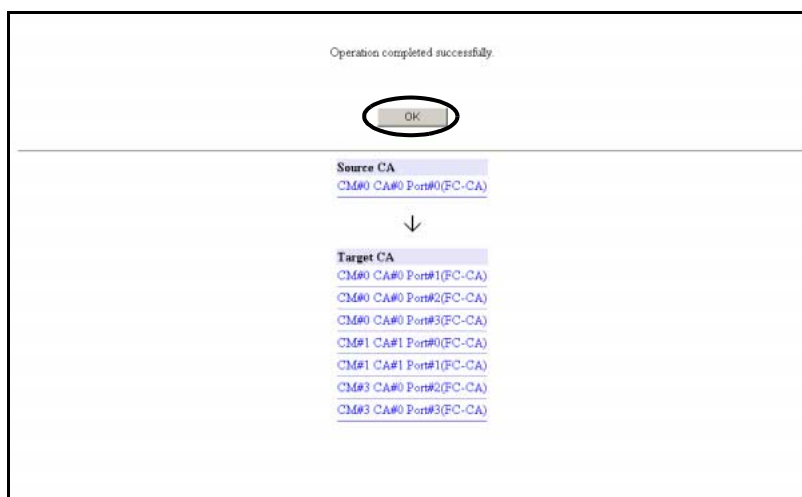 Operation completed successfully.
OK
Source CA
CM#0 CA#0 Port#0(FC-CA)
↓
Target CA
CM#0 CA#0 Port#1(FC-CA)
CM#0 CA#0 Port#2(FC-CA)
CM#0 CA#0 Port#3(FC-CA)
CM#1 CA#1 Port#0(FC-CA)
CM#1 CA#1 Port#1(FC-CA)
CM#3 CA#0 Port#2(FC-CA)
CM#3 CA#0 Port#3(FC-CA)